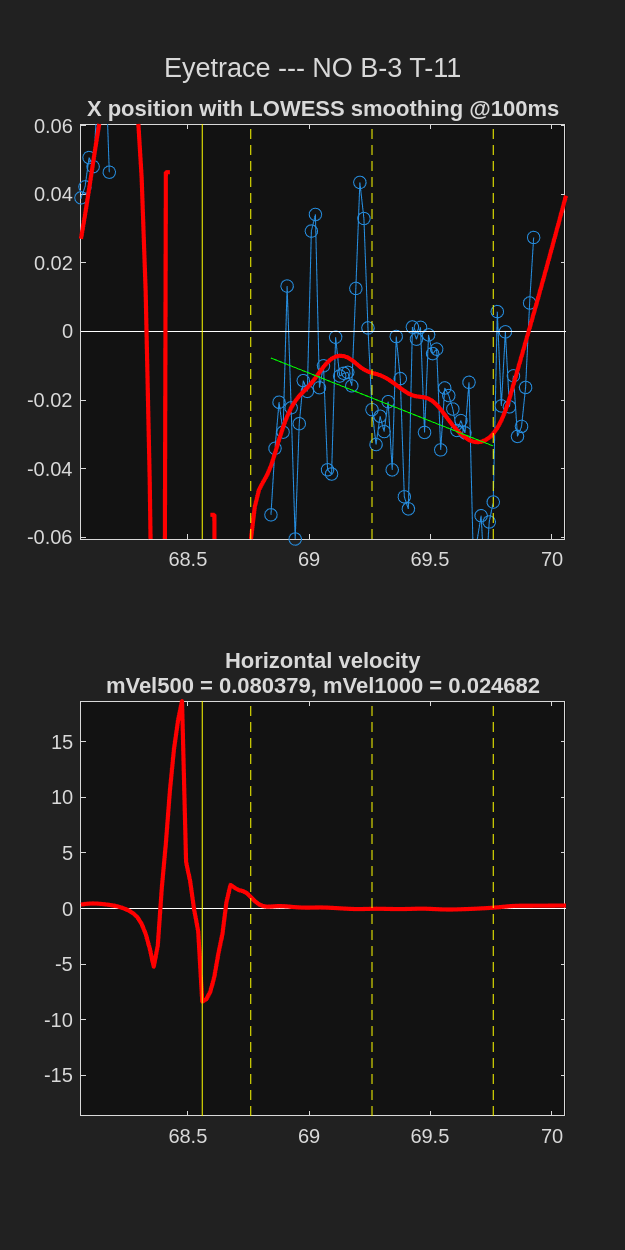 Eyetrace --- NO B-3 T-11
X position with LOWESS smoothing @100ms
0.06
0.04
0.02
0
-0.02
-0.04
-0.06
68.5 69 69.5 70
Horizontal velocity
mVel500 = 0.080379, mVel1000 = 0.024682
15
10
5
0
-5
-10
-15
68.5 69 69.5 70